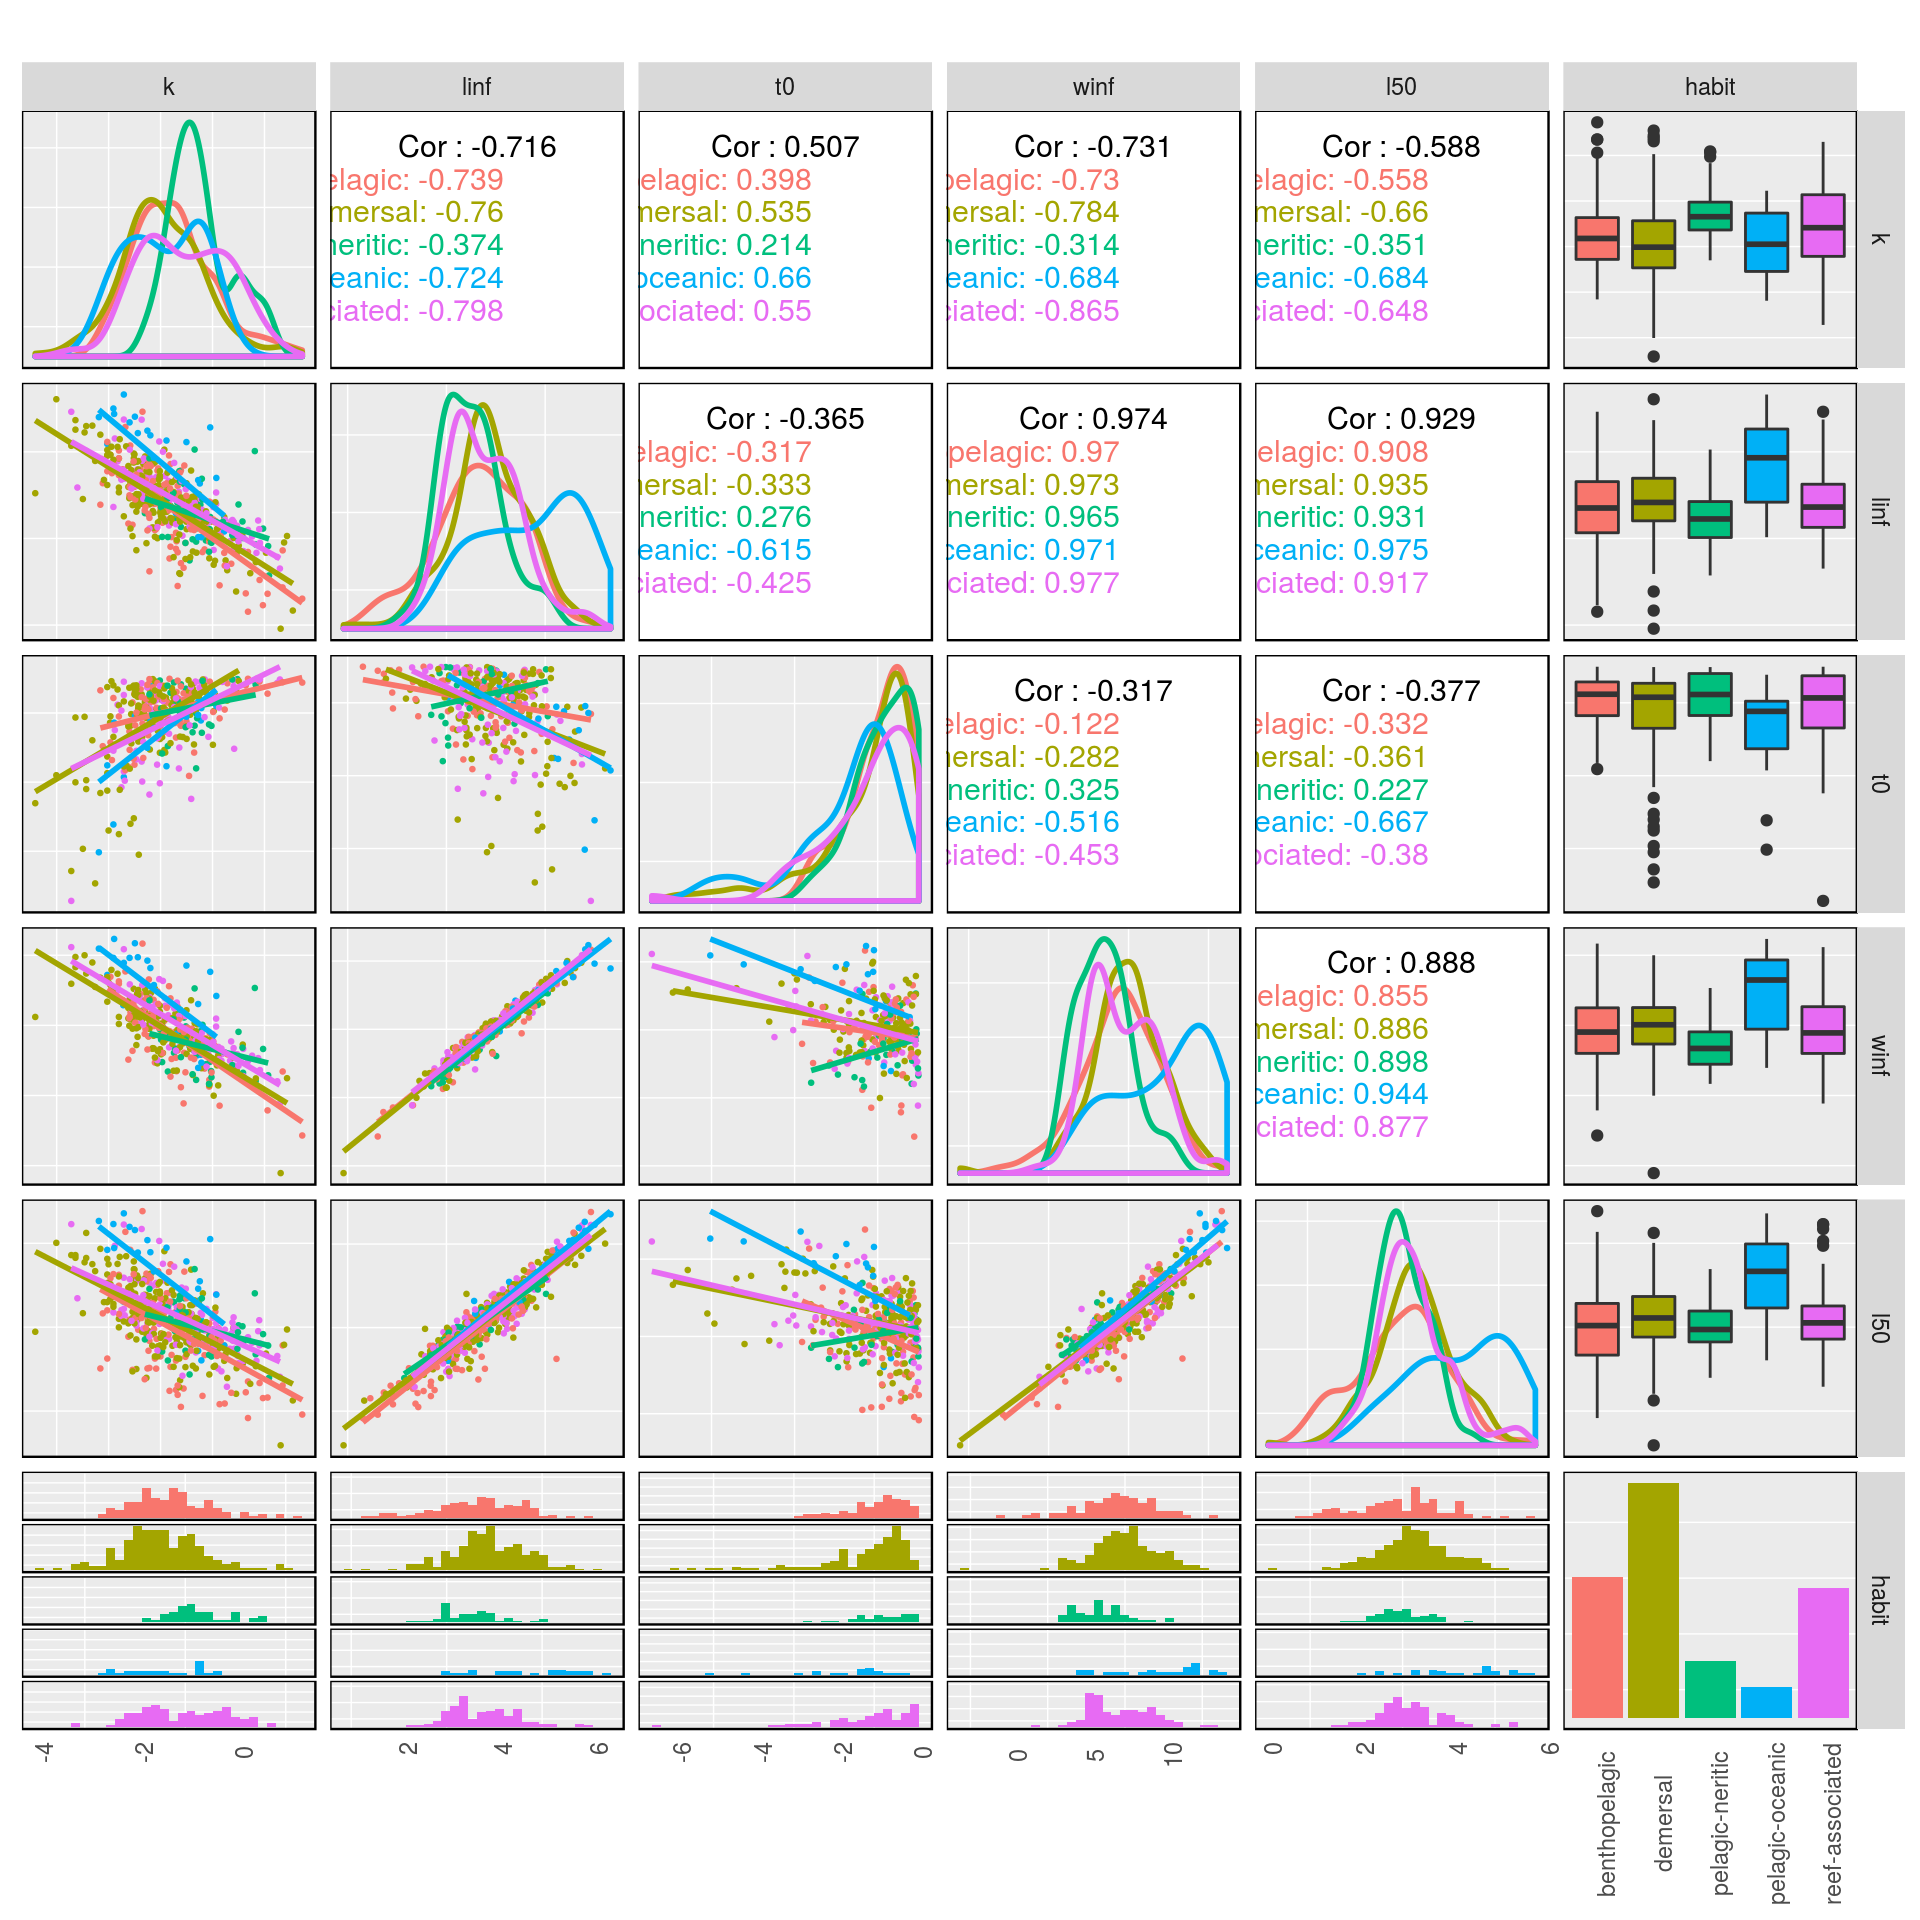 k linf t0 winf l50 habit
Cor : -0.716
elagic: -0.739
mersal: -0.76
neritic: -0.374
eanic: -0.724
ciated: -0.798
Cor : 0.507
elagic: 0.398
nersal: 0.535
neritic: 0.214
oceanic: 0.66
ociated: 0.55
Cor : -0.731
pelagic: -0.73
ersal: -0.784
neritic: -0.314
eanic: -0.684
ciated: -0.865
Cor : -0.588
elagic: -0.558
mersal: -0.66
neritic: -0.351
eanic: -0.684
ciated: -0.648
k
Cor : -0.365
elagic: -0.317
ersal: -0.333
neritic: 0.276
eanic: -0.615
ciated: -0.425
Cor : 0.974
pelagic: 0.97
mersal: 0.973
neritic: 0.965
ceanic: 0.971
ciated: 0.977
Cor : 0.929
elagic: 0.908
mersal: 0.935
neritic: 0.931
ceanic: 0.975
ciated: 0.917
linf
Cor : -0.317
elagic: -0.122
ersal: -0.282
neritic: 0.325
eanic: -0.516
ciated: -0.453
Cor : -0.377
elagic: -0.332
ersal: -0.361
neritic: 0.227
eanic: -0.667
ociated: -0.38
t0
Cor : 0.888
elagic: 0.855
mersal: 0.886
neritic: 0.898
ceanic: 0.944
ciated: 0.877
winf
l50
habit
-4 -2 0
2 4 6
-6 -4 -2 0
0 5 10
0 2 4 6
benthopelagic
demersal
pelagic-neritic
pelagic-oceanic
reef-associated